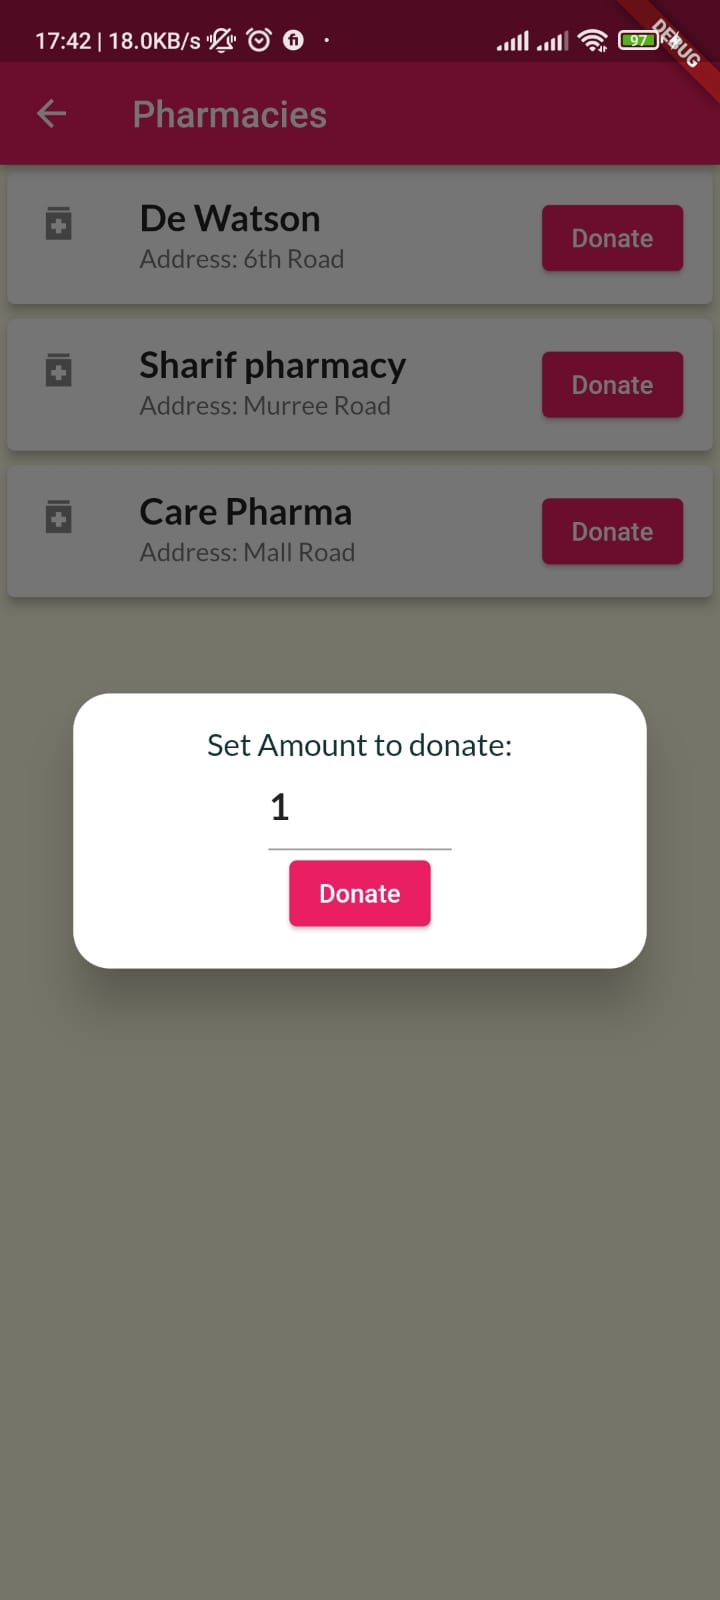 17:42 | 18.0KB/s
97
DEBUG
Pharmacies
De Watson
Address: 6th Road
Donate
Sharif pharmacy
Address: Murree Road
Donate
Care Pharma
Address: Mall Road
Donate
Set Amount to donate:
1
Donate